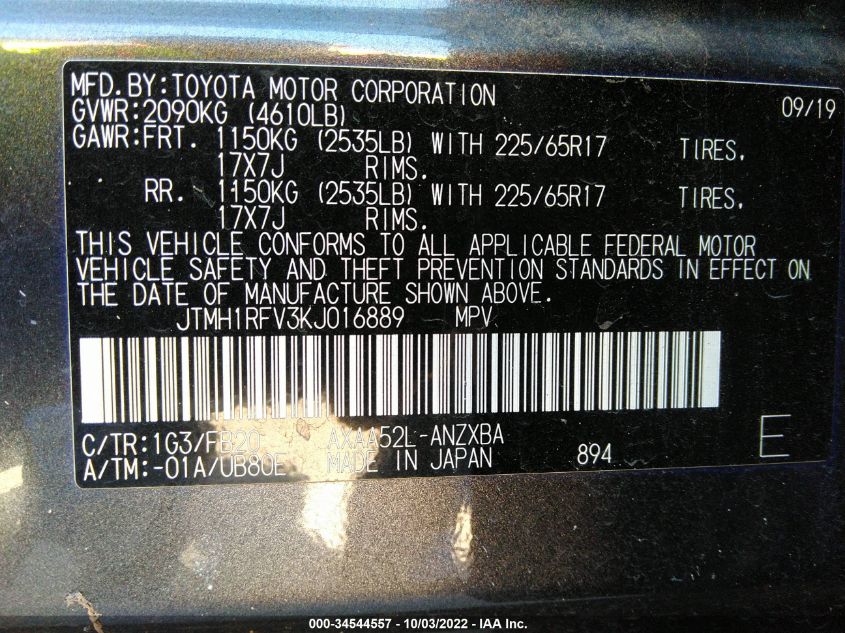 MFD.BY:TOYOTA MOTOR CORPORATION 09/19
GVWR:2090KG (4610LB)
GAWR:FRT. 1150KG (2535LB) WITH 225/65R17 TIRES,
17X7J RIMS.
RR. 1150KG (2535LB) WITH 225/65R17 TIRES,
17X7J RIMS.
THIS VEHICLE CONFORMS TO ALL APPLICABLE FEDERAL MOTOR
VEHICLE SAFETY AND THEFT PREVENTION STANDARDS IN EFFECT ON
THE DATE OF MANUFACTURE SHOWN ABOVE.
JTMH1RFV3KJ016889 MPV
C/TR:1G3/FB20 AXAA52L-ANZXBA E
A/TM:-01A/UB80E MADE IN JAPAN 894
000-34544557 - 10/03/2022 - IAA Inc.